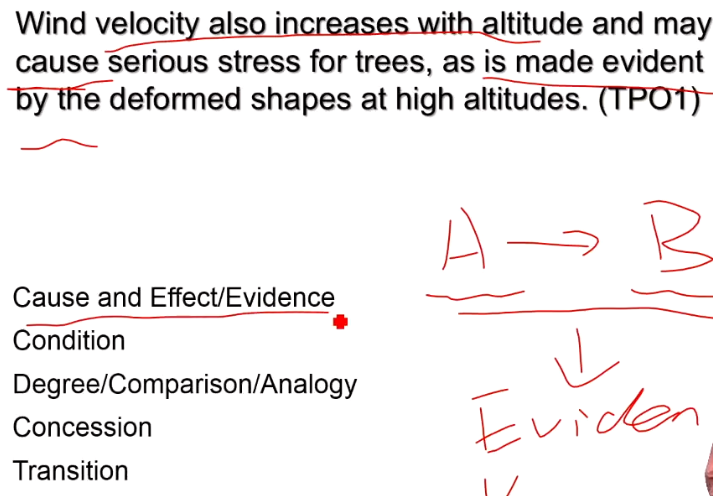 Wind velocity also increases with altitude and may
cause serious stress for trees, as is made evident
by the deformed shapes at high altitudes. (TPO1)
A → B
Cause and Effect/Evidence
Condition
Degree/Comparison/Analogy
Eviden
Concession
Transition